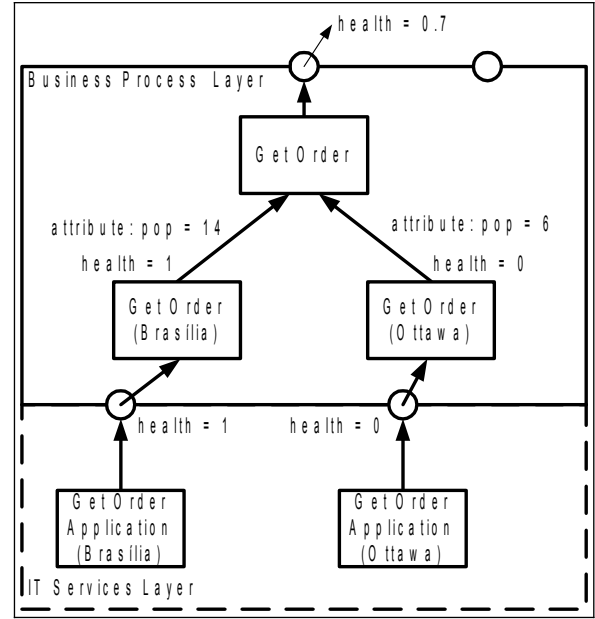 health = 0.7
Business Process Layer
GetOrder
attribute: pop = 14
attribute: pop = 6
health = 1
health = 0
GetOrder
(Brasília)
GetOrder
(Ottawa)
health = 1
health = 0
GetOrder
Application
(Brasília)
GetOrder
Application
(Ottawa)
IT Services Layer